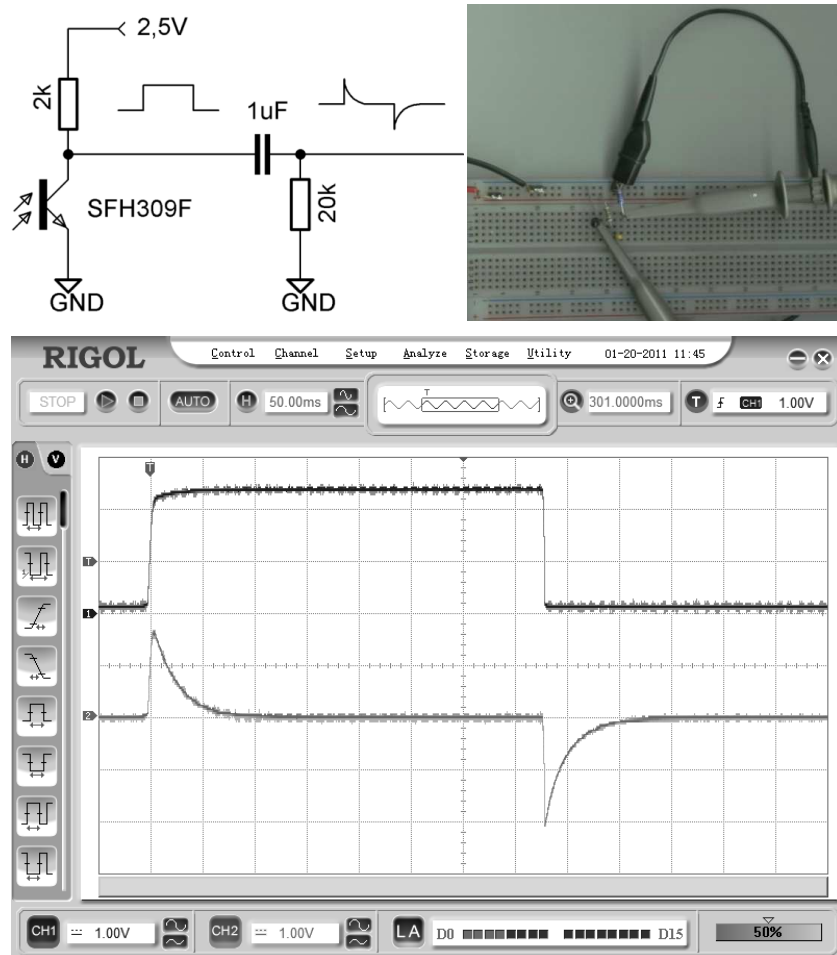 2,5V
2k
1uF
SFH309F
20k
GND
GND
RIGOL Control Channel Setup Analyze Storage Utility 01-20-2011 11:45
STOP AUTO H 50.00ms T 301.0000ms T CH1 1.00V
H V
T
T
1
2
CH1 1.00V CH2 1.00V LA D0 D15 50%